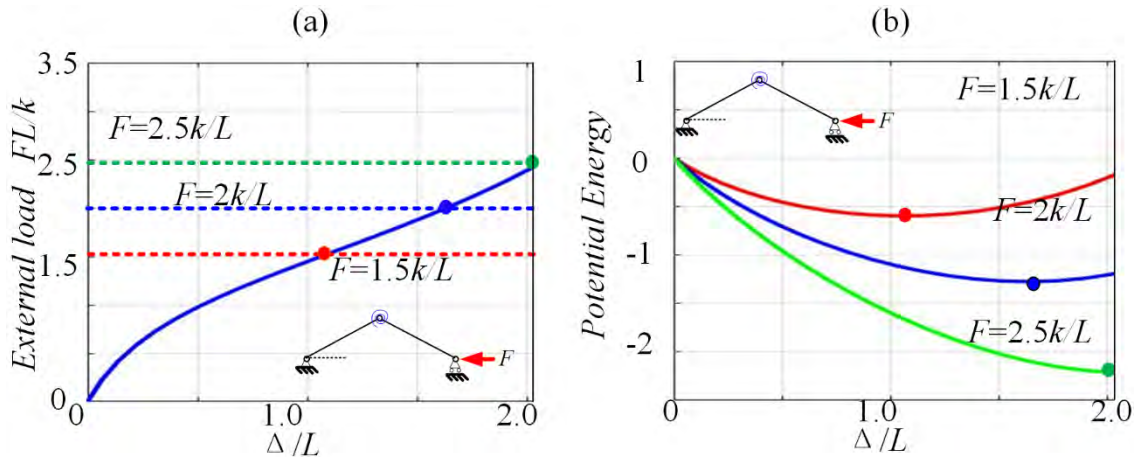 (a)
External load FL/k
3.5
2.5
1.5
0
F=2.5k/L
F=2k/L
F=1.5k/L
F
0
1.0
2.0
Δ/L
(b)
Potential Energy
1
0
-1
-2
F=1.5k/L
F
F=2k/L
F=2.5k/L
0
1.0
2.0
Δ/L